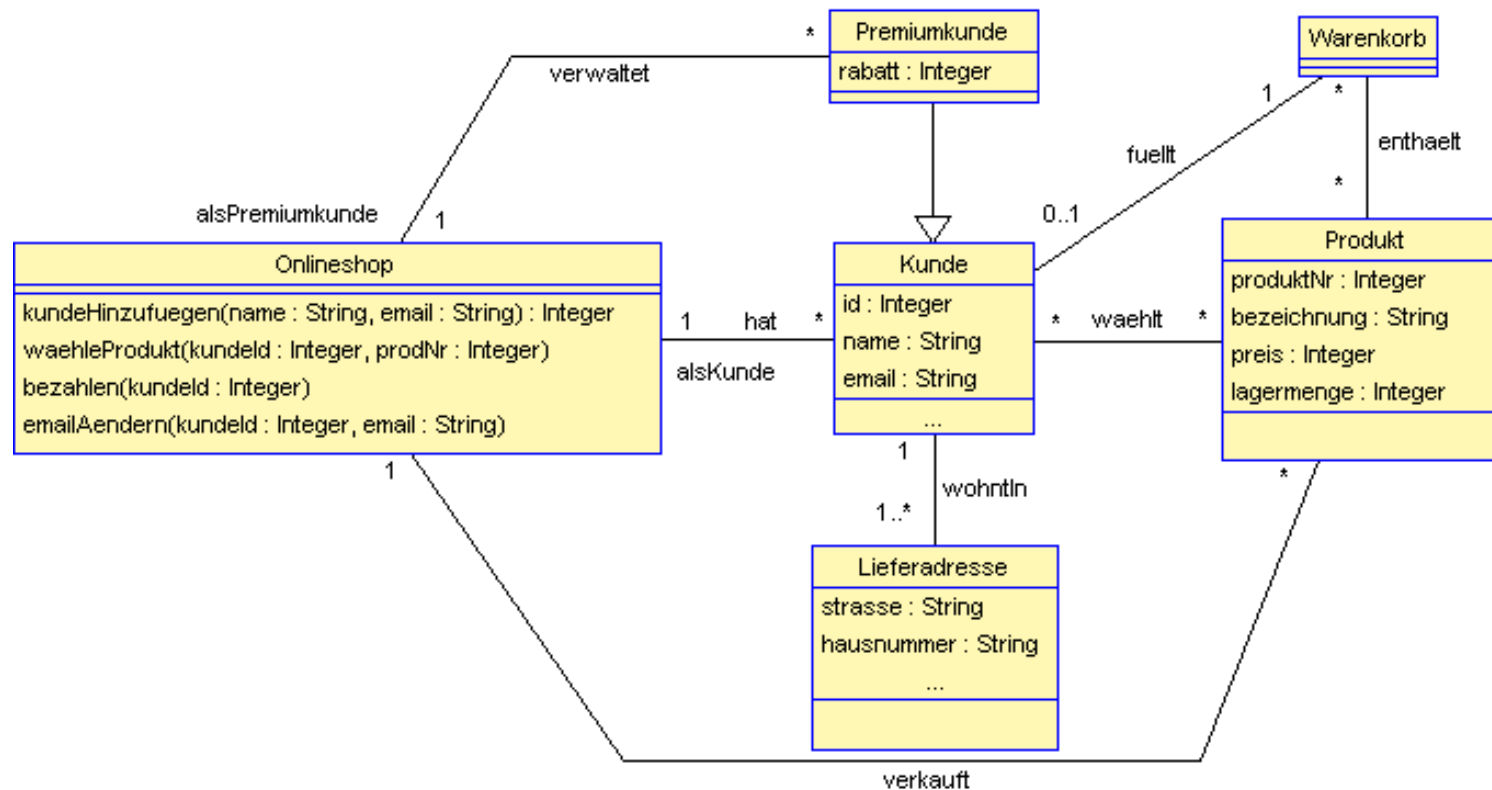 Premiumkunde
rabatt : Integer
*
verwaltet
alsPremiumkunde
1
Warenkorb
1
*
fuellt
enthaelt
0..1
*
Onlineshop
kundeHinzufuegen(name : String, email : String) : Integer
waehleProdukt(kundeId : Integer, prodNr : Integer)
bezahlen(kundeId : Integer)
emailAendern(kundeId : Integer, email : String)
1
hat
*
alsKunde
Kunde
id : Integer
name : String
email : String
...
*
waehlt
*
Produkt
produktNr : Integer
bezeichnung : String
preis : Integer
lagermenge : Integer
1
wohntIn
1..*
Lieferadresse
strasse : String
hausnummer : String
...
1
*
verkauft